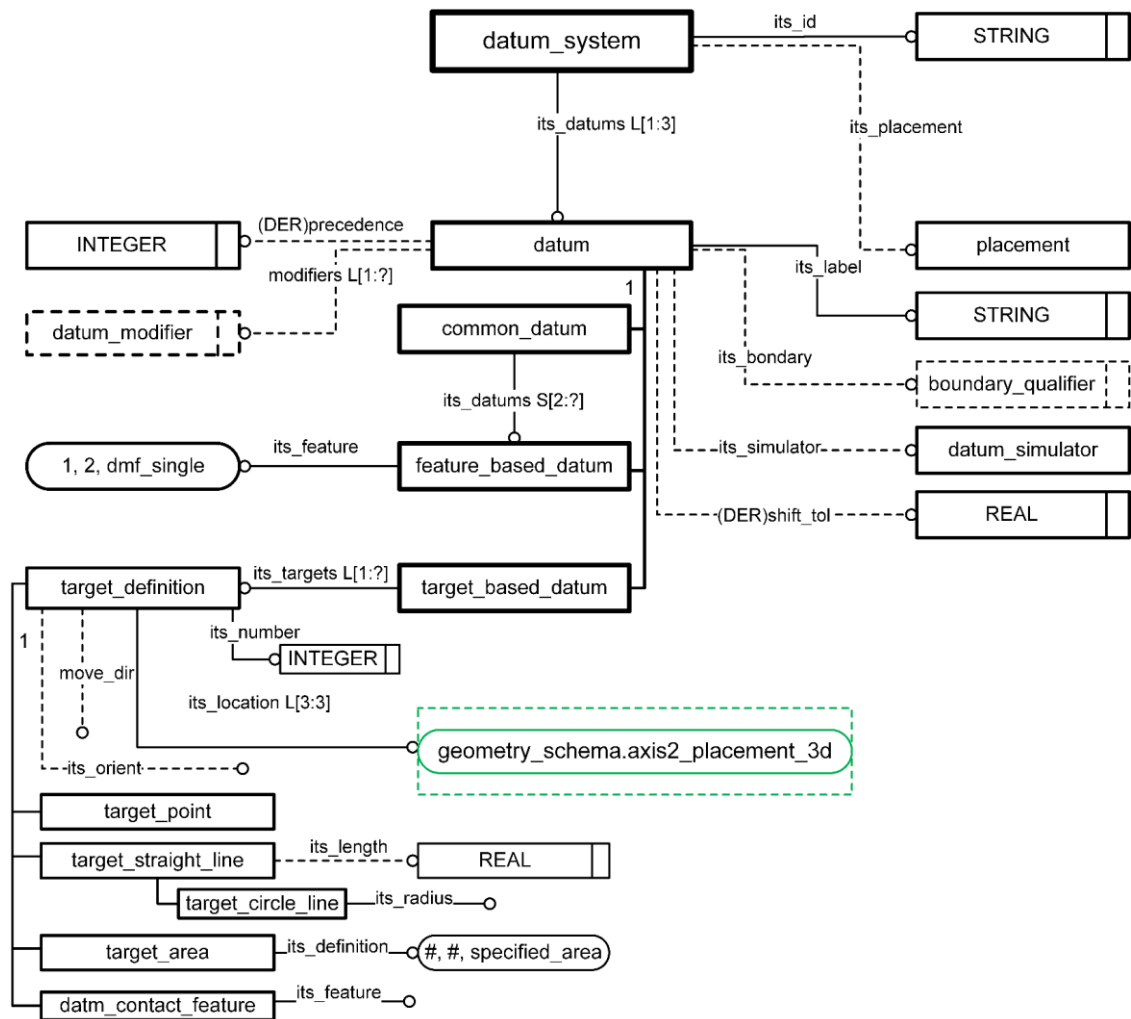 datum_system
its_id
STRING
its_datums L[1:3]
its_placement
(DER)precedence
INTEGER
datum
placement
modifiers L[1:?]
its_label
1
datum_modifier
common_datum
STRING
its_bondary
boundary_qualifier
its_datums S[2:?]
1, 2, dmf_single
its_feature
feature_based_datum
its_simulator
datum_simulator
(DER)shift_tol
REAL
target_definition
its_targets L[1:?]
target_based_datum
1
its_number
INTEGER
move_dir
its_location L[3:3]
geometry_schema.axis2_placement_3d
its_orient
target_point
target_straight_line
its_length
REAL
target_circle_line
its_radius
target_area
its_definition
#, #, specified_area
datm_contact_feature
its_feature